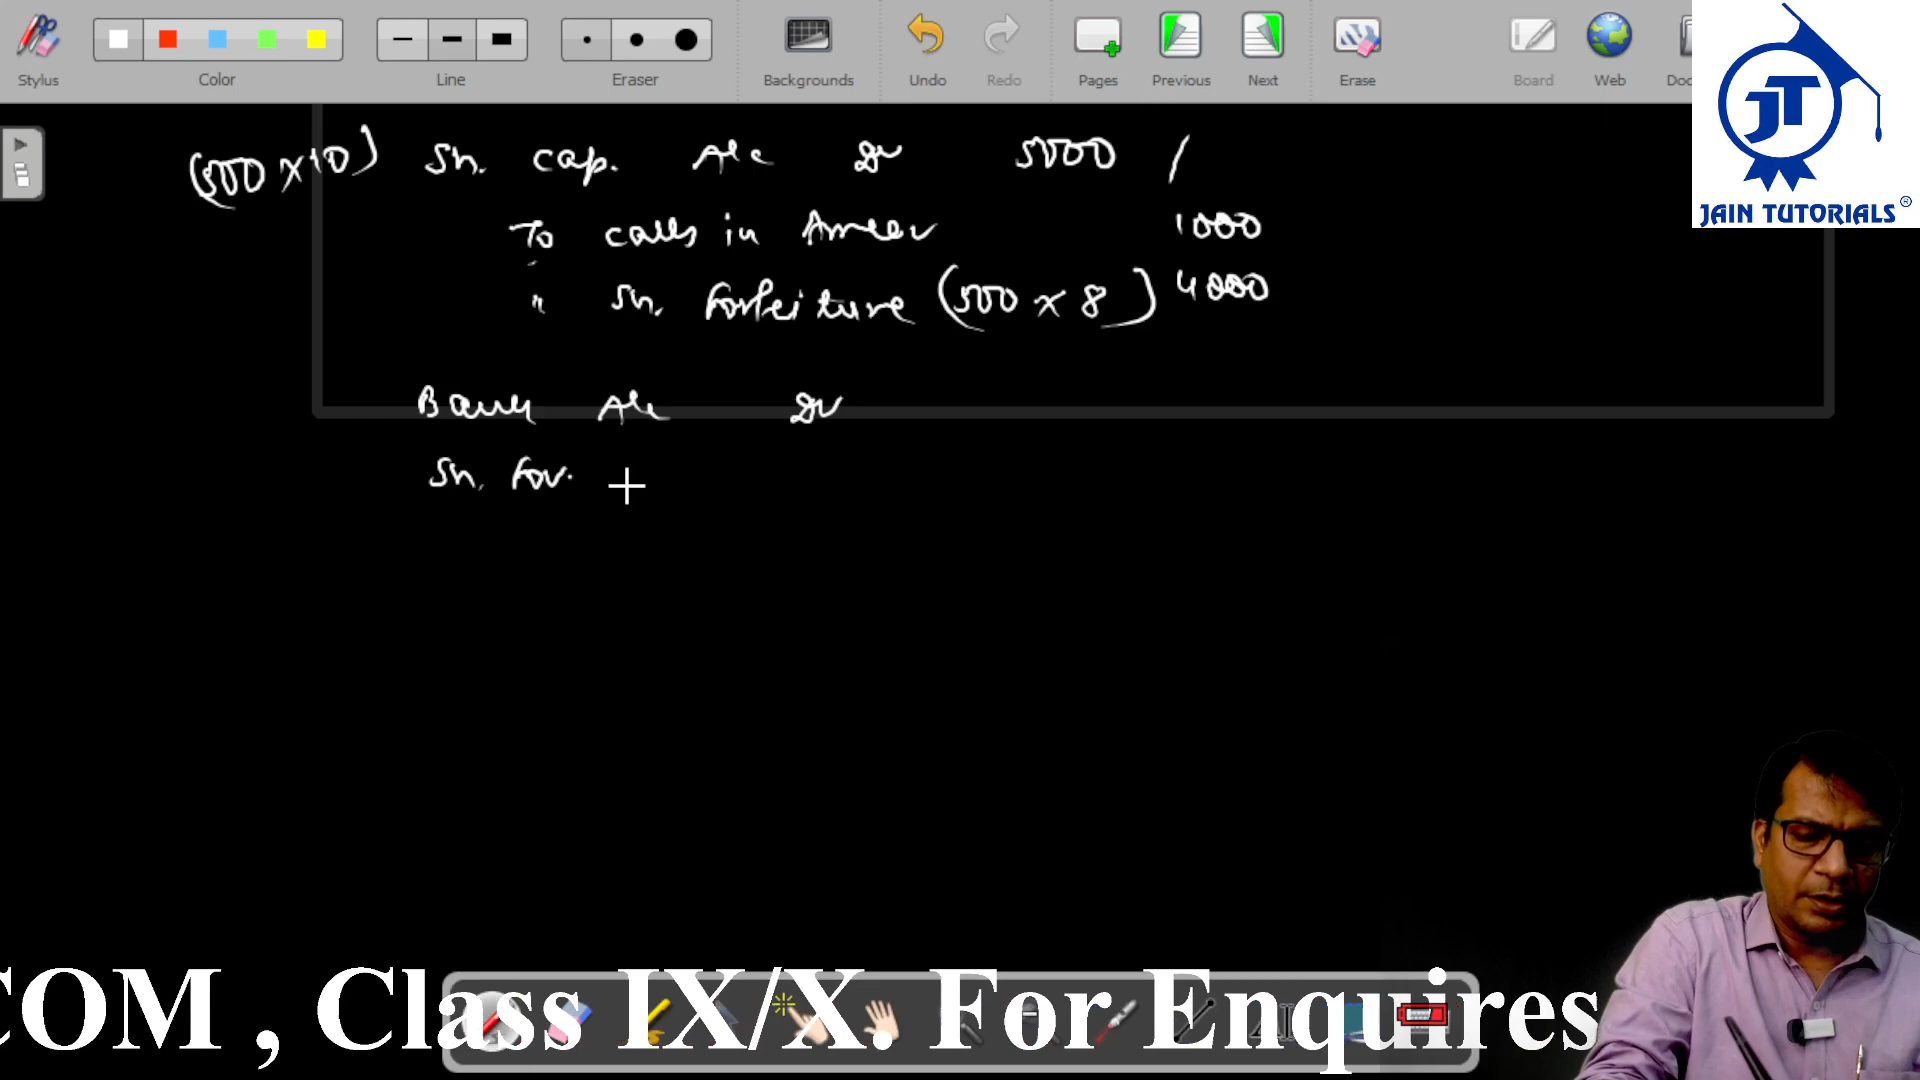 Stylus Color Line Eraser Backgrounds Undo Redo Pages Previous Next Erase Board Web Doc
JT
JAIN TUTORIALS®
(500 x 10) Sh. cap. A/c Dr 5000 /
To calls in Arrear 1000
" Sh. Forfeiture (500 x 8) 4000
Bank A/c Dr
Sh. For.
COM , Class IX/X. For Enquires